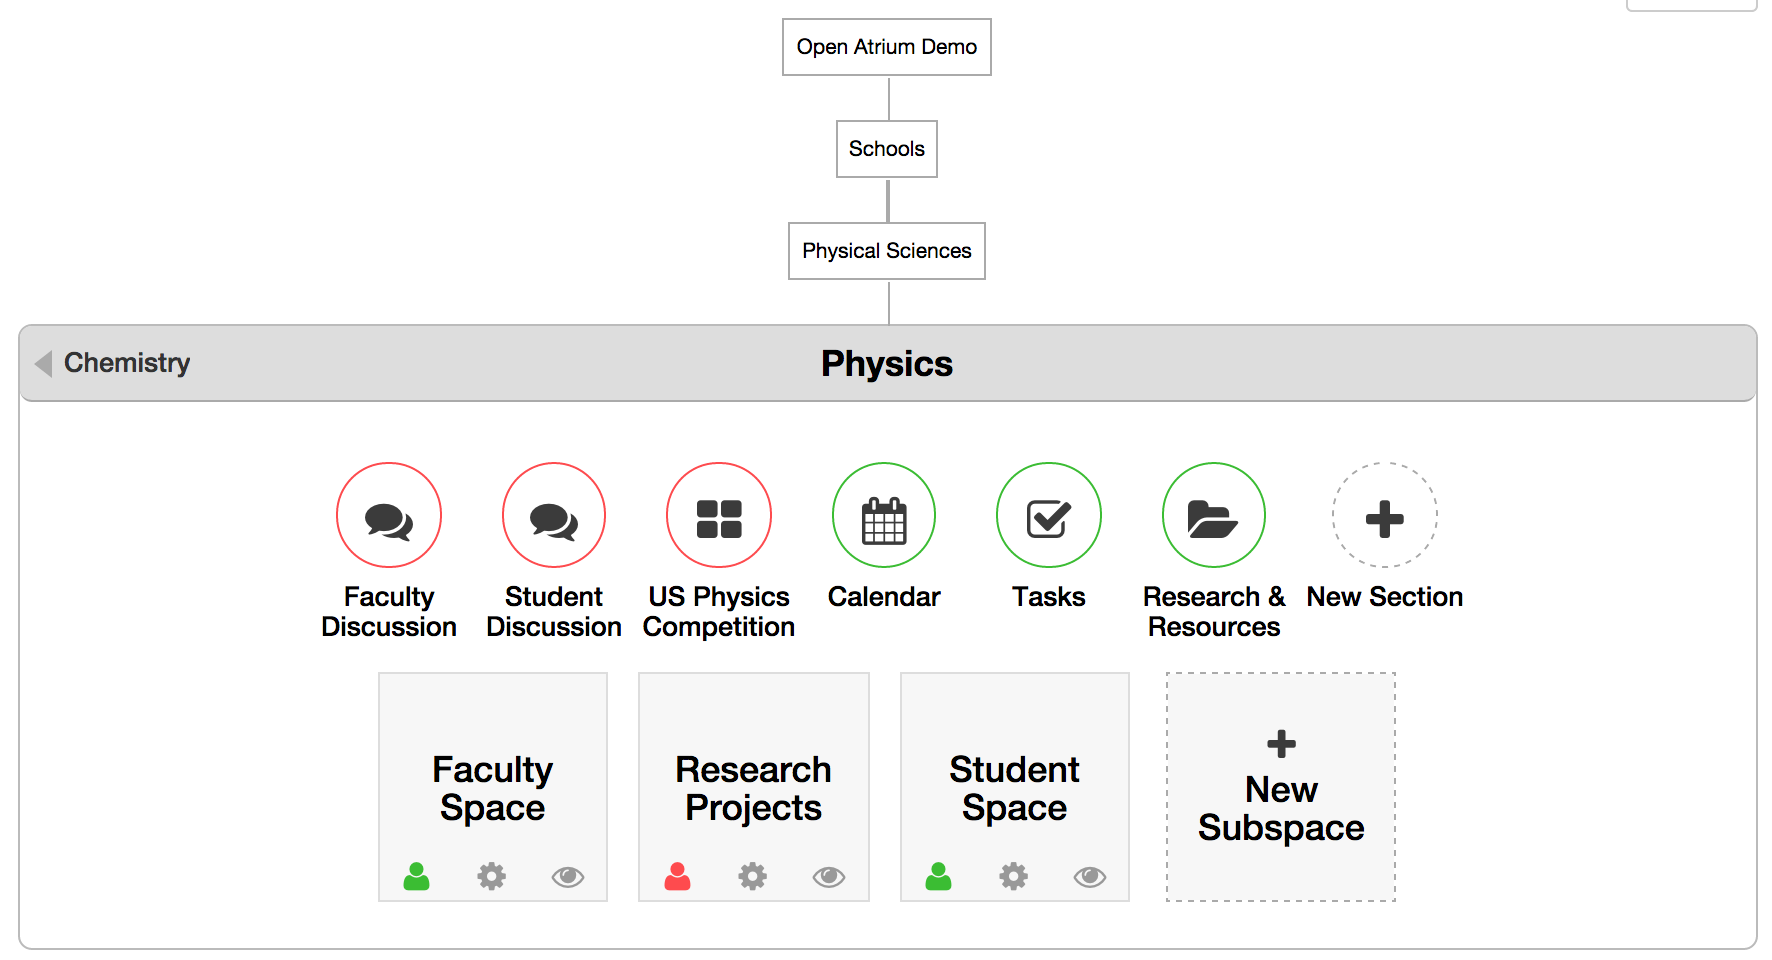 Open Atrium Demo
Schools
Physical Sciences
Chemistry
Physics
Faculty
Discussion
Student
Discussion
US Physics
Competition
Calendar
Tasks
Research &
Resources
New Section
Faculty
Space
Research
Projects
Student
Space
New
Subspace